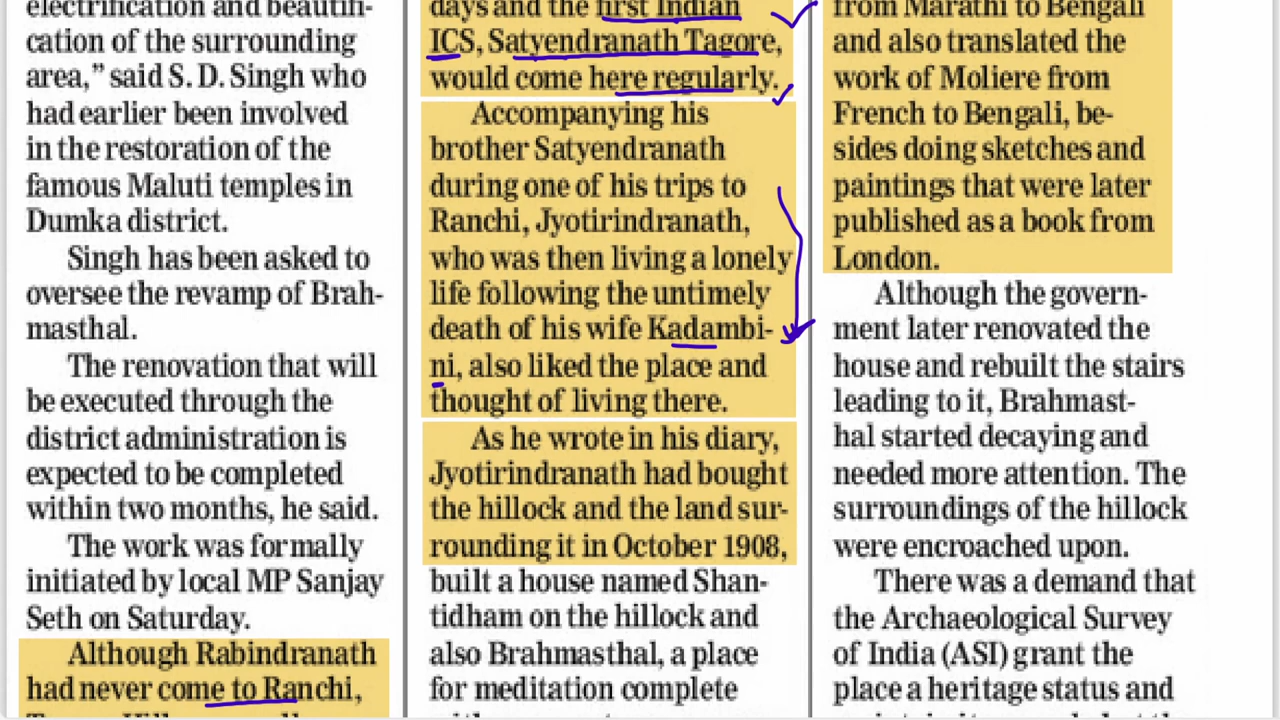 electrification and beautifi-
cation of the surrounding
area,” said S. D. Singh who
had earlier been involved
in the restoration of the
famous Maluti temples in
Dumka district.
Singh has been asked to
oversee the revamp of Brah-
masthal.
The renovation that will
be executed through the
district administration is
expected to be completed
within two months, he said.
The work was formally
initiated by local MP Sanjay
Seth on Saturday.
Although Rabindranath
had never come to Ranchi,
days and the first Indian
ICS, Satyendranath Tagore,
would come here regularly.
Accompanying his
brother Satyendranath
during one of his trips to
Ranchi, Jyotirindranath,
who was then living a lonely
life following the untimely
death of his wife Kadambi-
ni, also liked the place and
thought of living there.
As he wrote in his diary,
Jyotirindranath had bought
the hillock and the land sur-
rounding it in October 1908,
built a house named Shan-
tidham on the hillock and
also Brahmasthal, a place
for meditation complete
from Marathi to Bengali
and also translated the
work of Moliere from
French to Bengali, be-
sides doing sketches and
paintings that were later
published as a book from
London.
Although the govern-
ment later renovated the
house and rebuilt the stairs
leading to it, Brahmast-
hal started decaying and
needed more attention. The
surroundings of the hillock
were encroached upon.
There was a demand that
the Archaeological Survey
of India (ASI) grant the
place a heritage status and